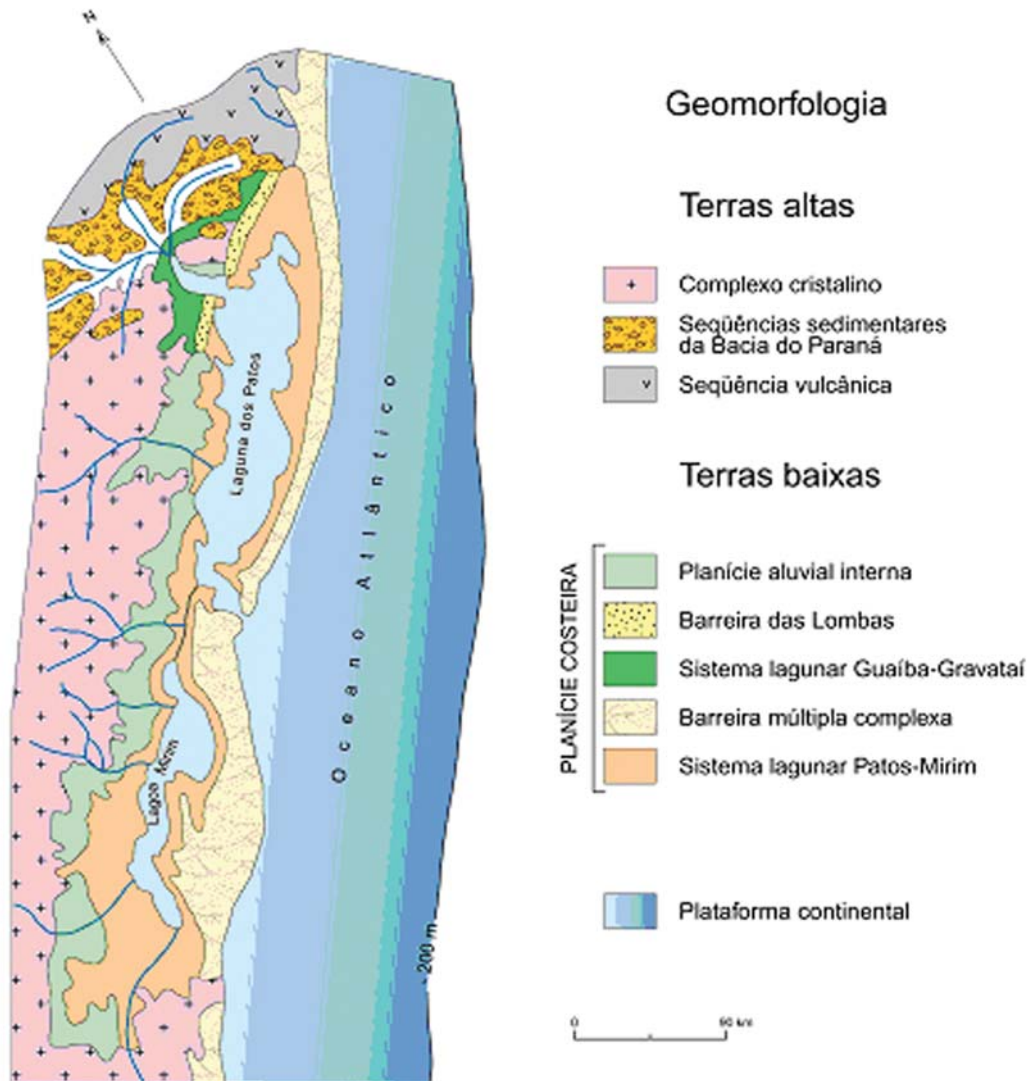 N
Geomorfologia
Terras altas
Complexo cristalino
Seqüências sedimentares
da Bacia do Paraná
Seqüência vulcânica
Terras baixas
PLANÍCIE COSTEIRA
Planície aluvial interna
Barreira das Lombas
Sistema lagunar Guaíba-Gravataí
Barreira múltipla complexa
Sistema lagunar Patos-Mirim
Plataforma continental
0
Laguna dos Patos
Lagoa Mirim
Oceano Atlântico
- 200 m